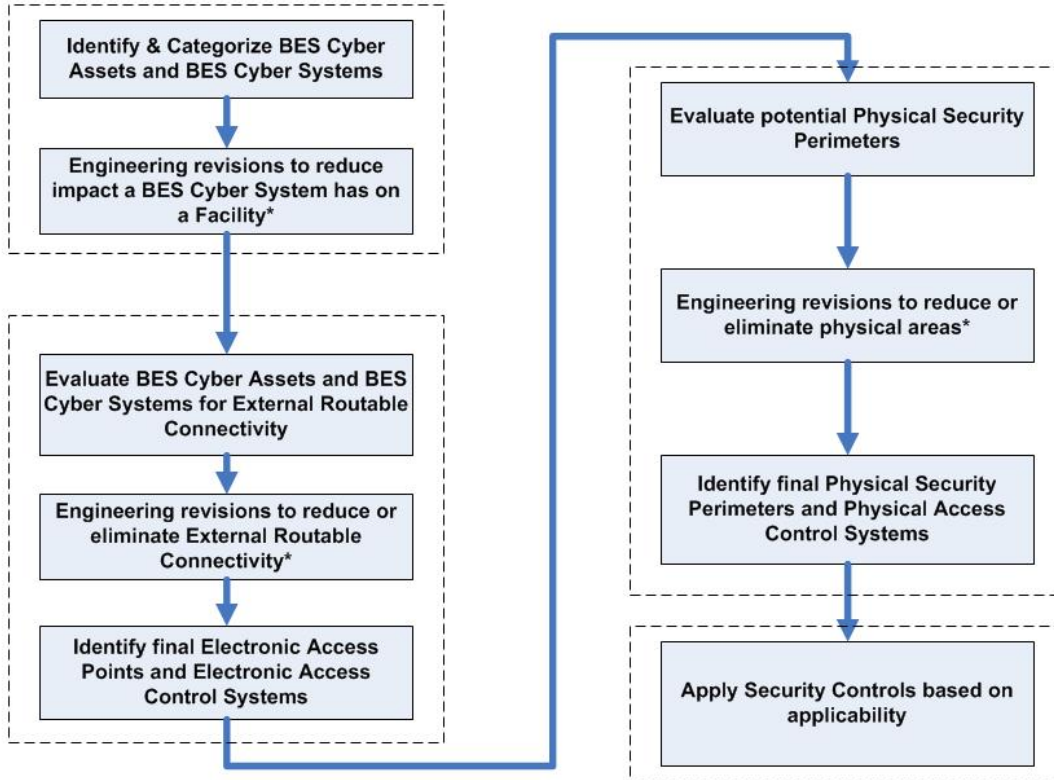 Identify & Categorize BES Cyber
Assets and BES Cyber Systems
Engineering revisions to reduce
impact a BES Cyber System has on
a Facility*
Evaluate BES Cyber Assets and BES
Cyber Systems for External Routable
Connectivity
Engineering revisions to reduce or
eliminate External Routable
Connectivity*
Identify final Electronic Access
Points and Electronic Access
Control Systems
Evaluate potential Physical Security
Perimeters
Engineering revisions to reduce or
eliminate physical areas*
Identify final Physical Security
Perimeters and Physical Access
Control Systems
Apply Security Controls based on
applicability